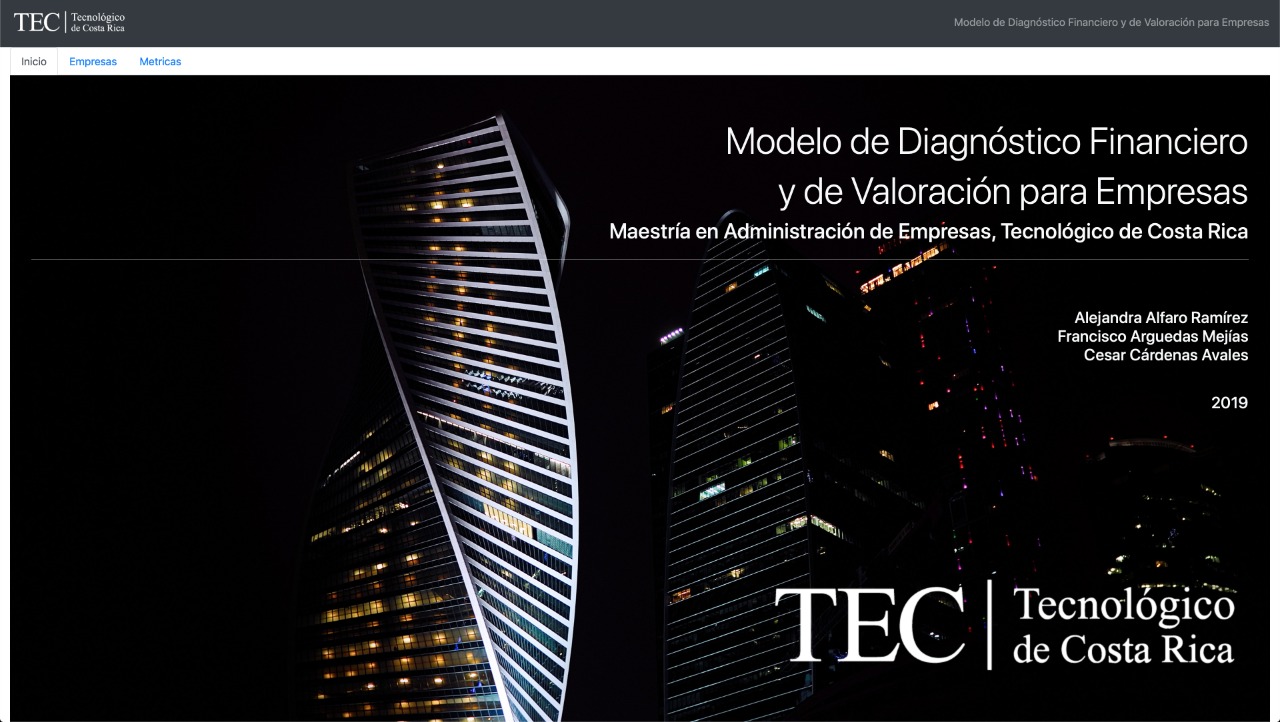 TEC | Tecnológico
de Costa Rica
Modelo de Diagnóstico Financiero y de Valoración para Empresas
Inicio
Empresas
Metricas
Modelo de Diagnóstico Financiero
y de Valoración para Empresas
Maestría en Administración de Empresas, Tecnológico de Costa Rica
Alejandra Alfaro Ramírez
Francisco Arguedas Mejías
Cesar Cárdenas Avales
2019
TEC | Tecnológico
de Costa Rica